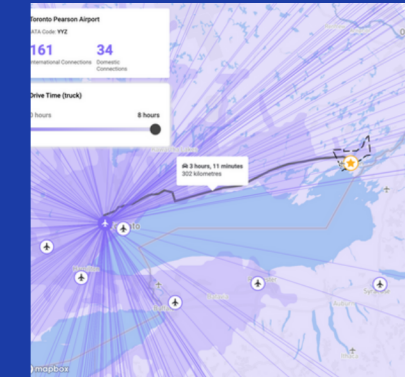 Toronto Pearson Airport
IATA Code: YYZ
161
34
International Connections
Domestic
Connections
Drive Time (truck)
0 hours
8 hours
3 hours, 11 minutes
302 kilometres
mapbox